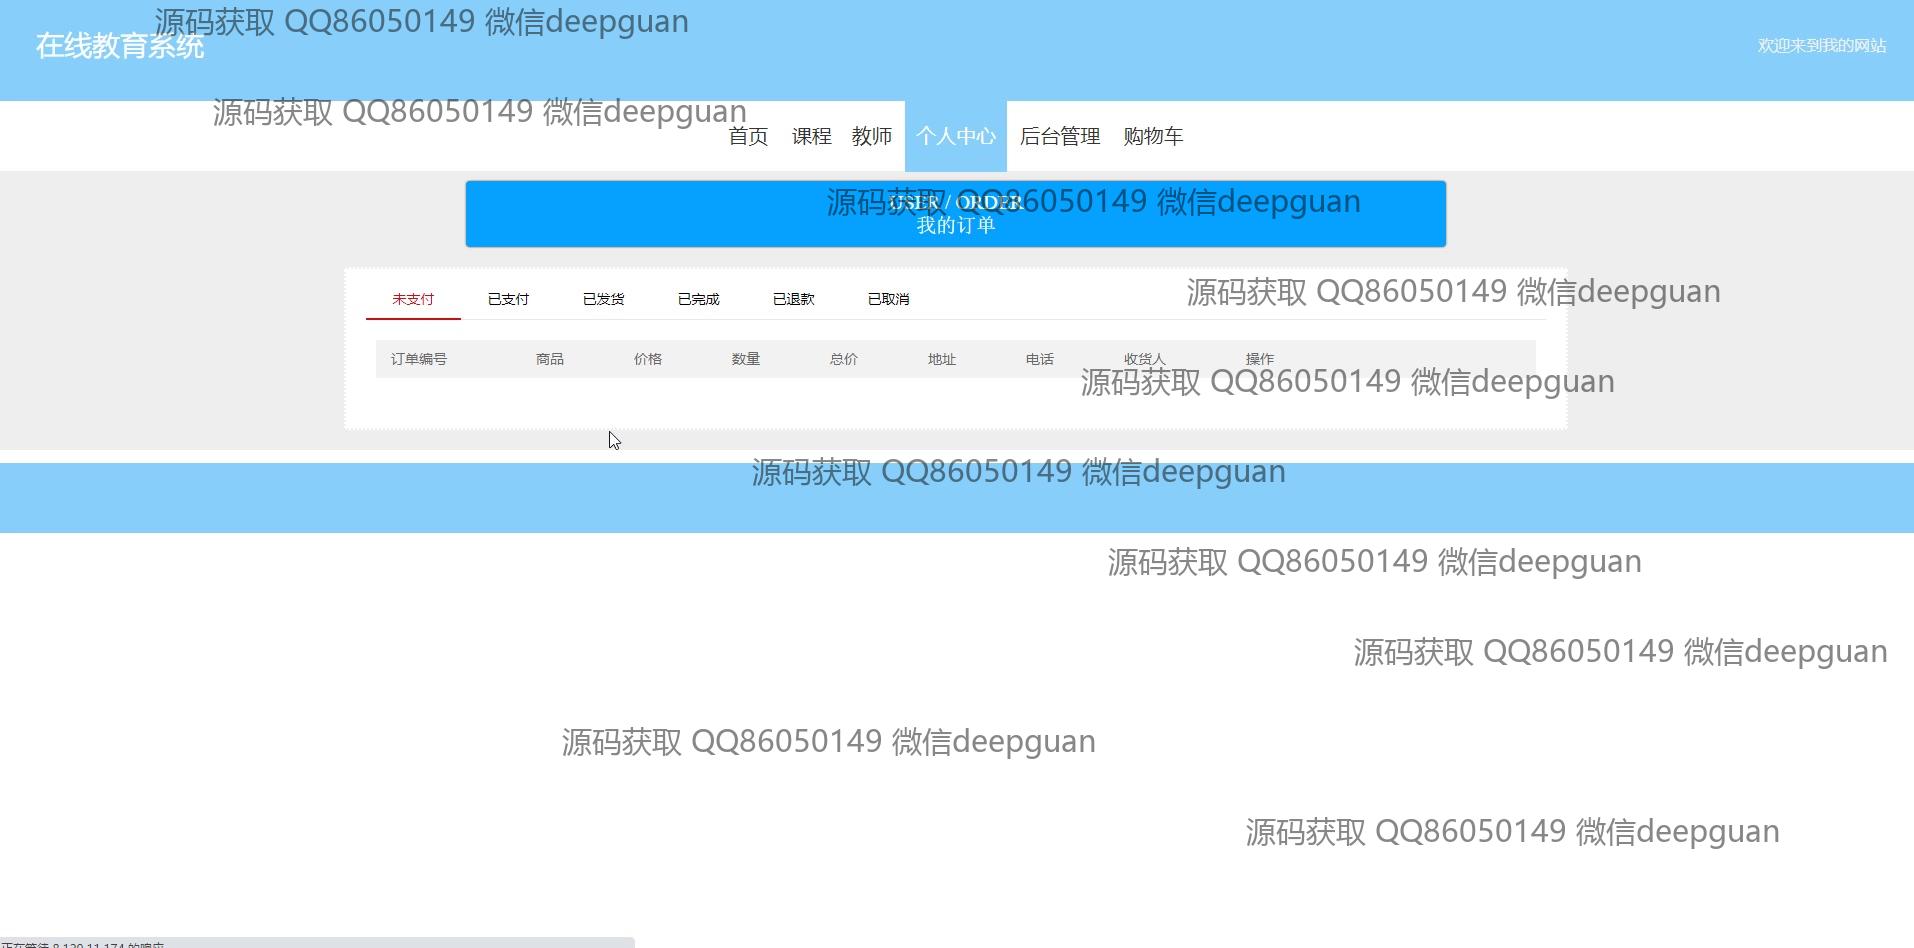 源码获取 QQ86050149 微信deepguan
在线教育系统
欢迎来到我的网站
源码获取 QQ86050149 微信deepguan
首页 课程 教师 个人中心 后台管理 购物车
源码获取 QQ86050149 微信deepguan
USER / ORDER
我的订单
源码获取 QQ86050149 微信deepguan
未支付 已支付 已发货 已完成 已退款 已取消
订单编号 商品 价格 数量 总价 地址 电话 收货人 操作
源码获取 QQ86050149 微信deepguan
源码获取 QQ86050149 微信deepguan
源码获取 QQ86050149 微信deepguan
源码获取 QQ86050149 微信deepguan
源码获取 QQ86050149 微信deepguan
源码获取 QQ86050149 微信deepguan